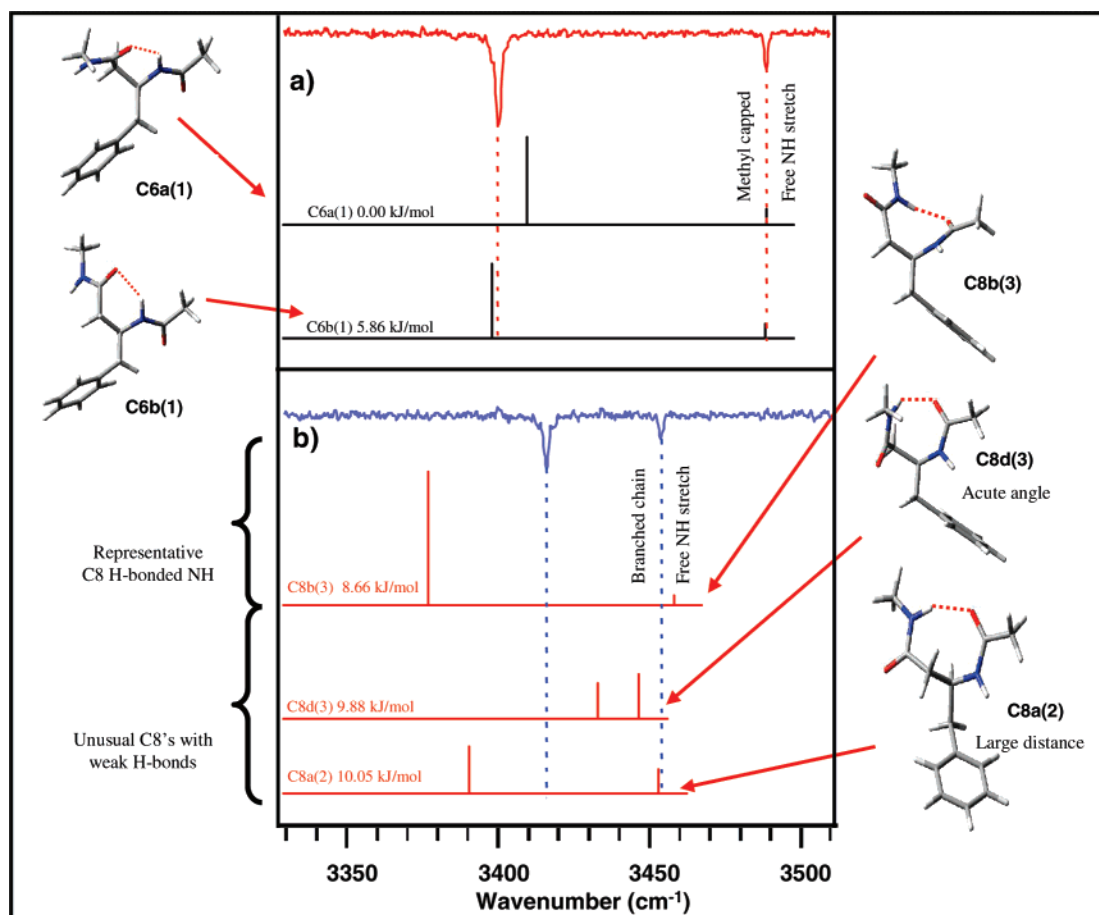 C6a(1)
C6b(1)
a)
Methyl capped
Free NH stretch
C6a(1) 0.00 kJ/mol
C6b(1) 5.86 kJ/mol
C8b(3)
C8d(3)
Acute angle
C8a(2)
Large distance
b)
Branched chain
Free NH stretch
Representative
C8 H-bonded NH
C8b(3) 8.66 kJ/mol
C8d(3) 9.88 kJ/mol
Unusual C8's with
weak H-bonds
C8a(2) 10.05 kJ/mol
3350 3400 3450 3500
Wavenumber (cm⁻¹)